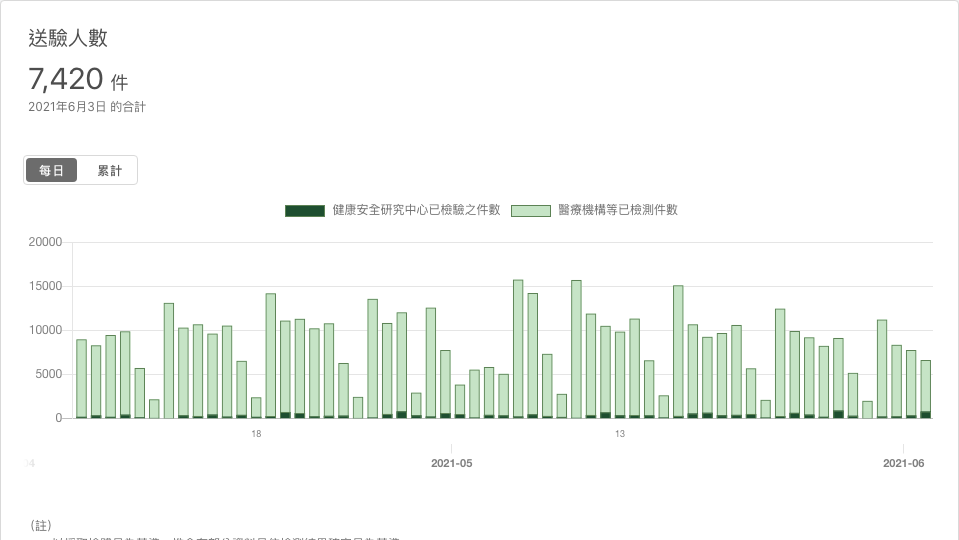 送驗人數
7,420 件
2021年6月3日 的合計
每日 累計
健康安全研究中心已檢驗之件數 醫療機構等已檢測件數
20000
15000
10000
5000
0
18 13
2021-05 2021-06
(註)